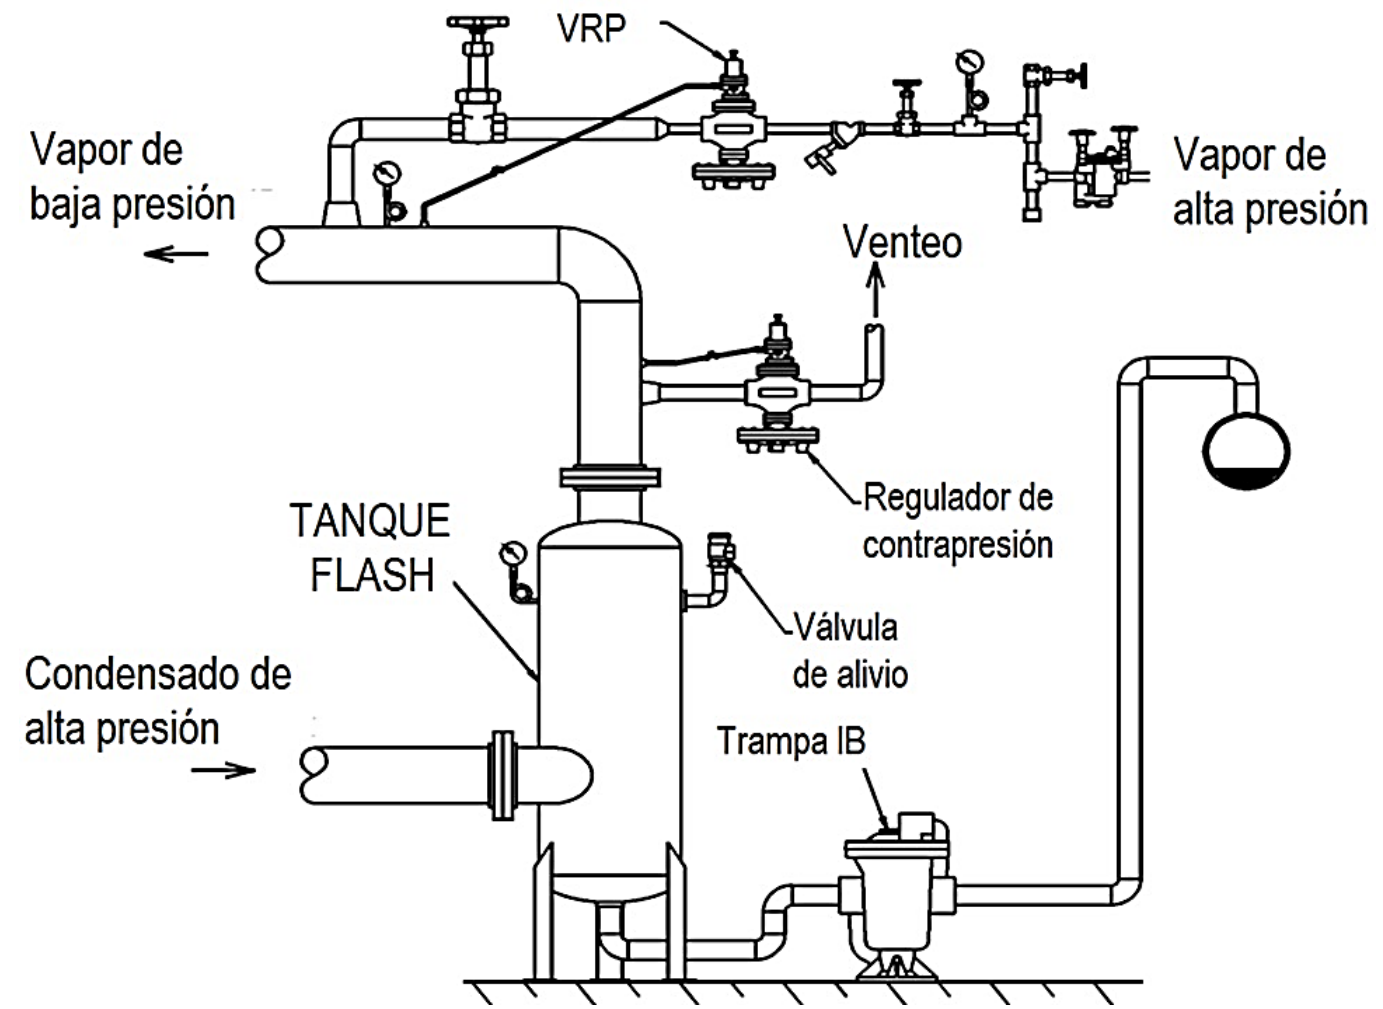 VRP
Vapor de
baja presión
Vapor de
alta presión
Venteo
TANQUE
FLASH
Regulador de
contrapresión
Válvula
de alivio
Condensado de
alta presión
Trampa IB